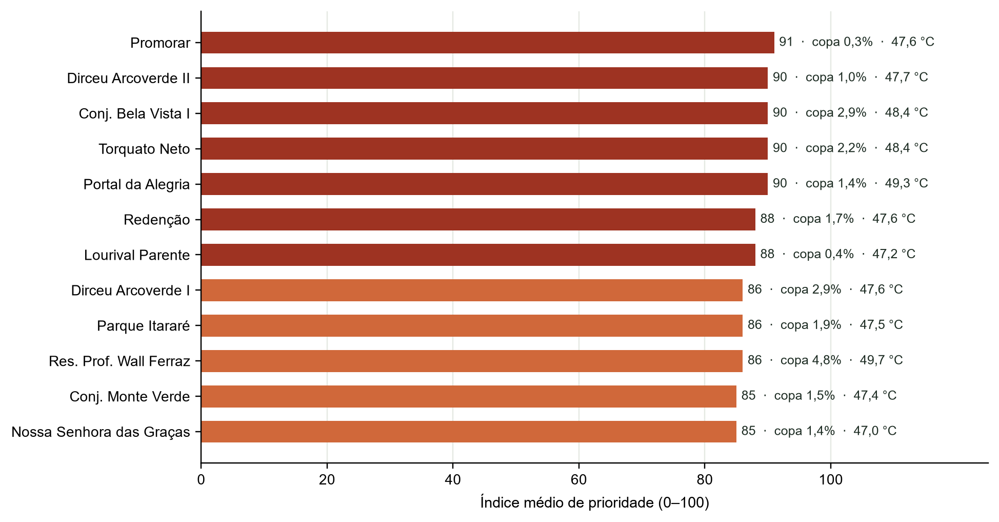 Promorar 91 · copa 0,3% · 47,6 °C
Dirceu Arcoverde II 90 · copa 1,0% · 47,7 °C
Conj. Bela Vista I 90 · copa 2,9% · 48,4 °C
Torquato Neto 90 · copa 2,2% · 48,4 °C
Portal da Alegria 90 · copa 1,4% · 49,3 °C
Redenção 88 · copa 1,7% · 47,6 °C
Lourival Parente 88 · copa 0,4% · 47,2 °C
Dirceu Arcoverde I 86 · copa 2,9% · 47,6 °C
Parque Itararé 86 · copa 1,9% · 47,5 °C
Res. Prof. Wall Ferraz 86 · copa 4,8% · 49,7 °C
Conj. Monte Verde 85 · copa 1,5% · 47,4 °C
Nossa Senhora das Graças 85 · copa 1,4% · 47,0 °C
0 20 40 60 80 100
Índice médio de prioridade (0–100)